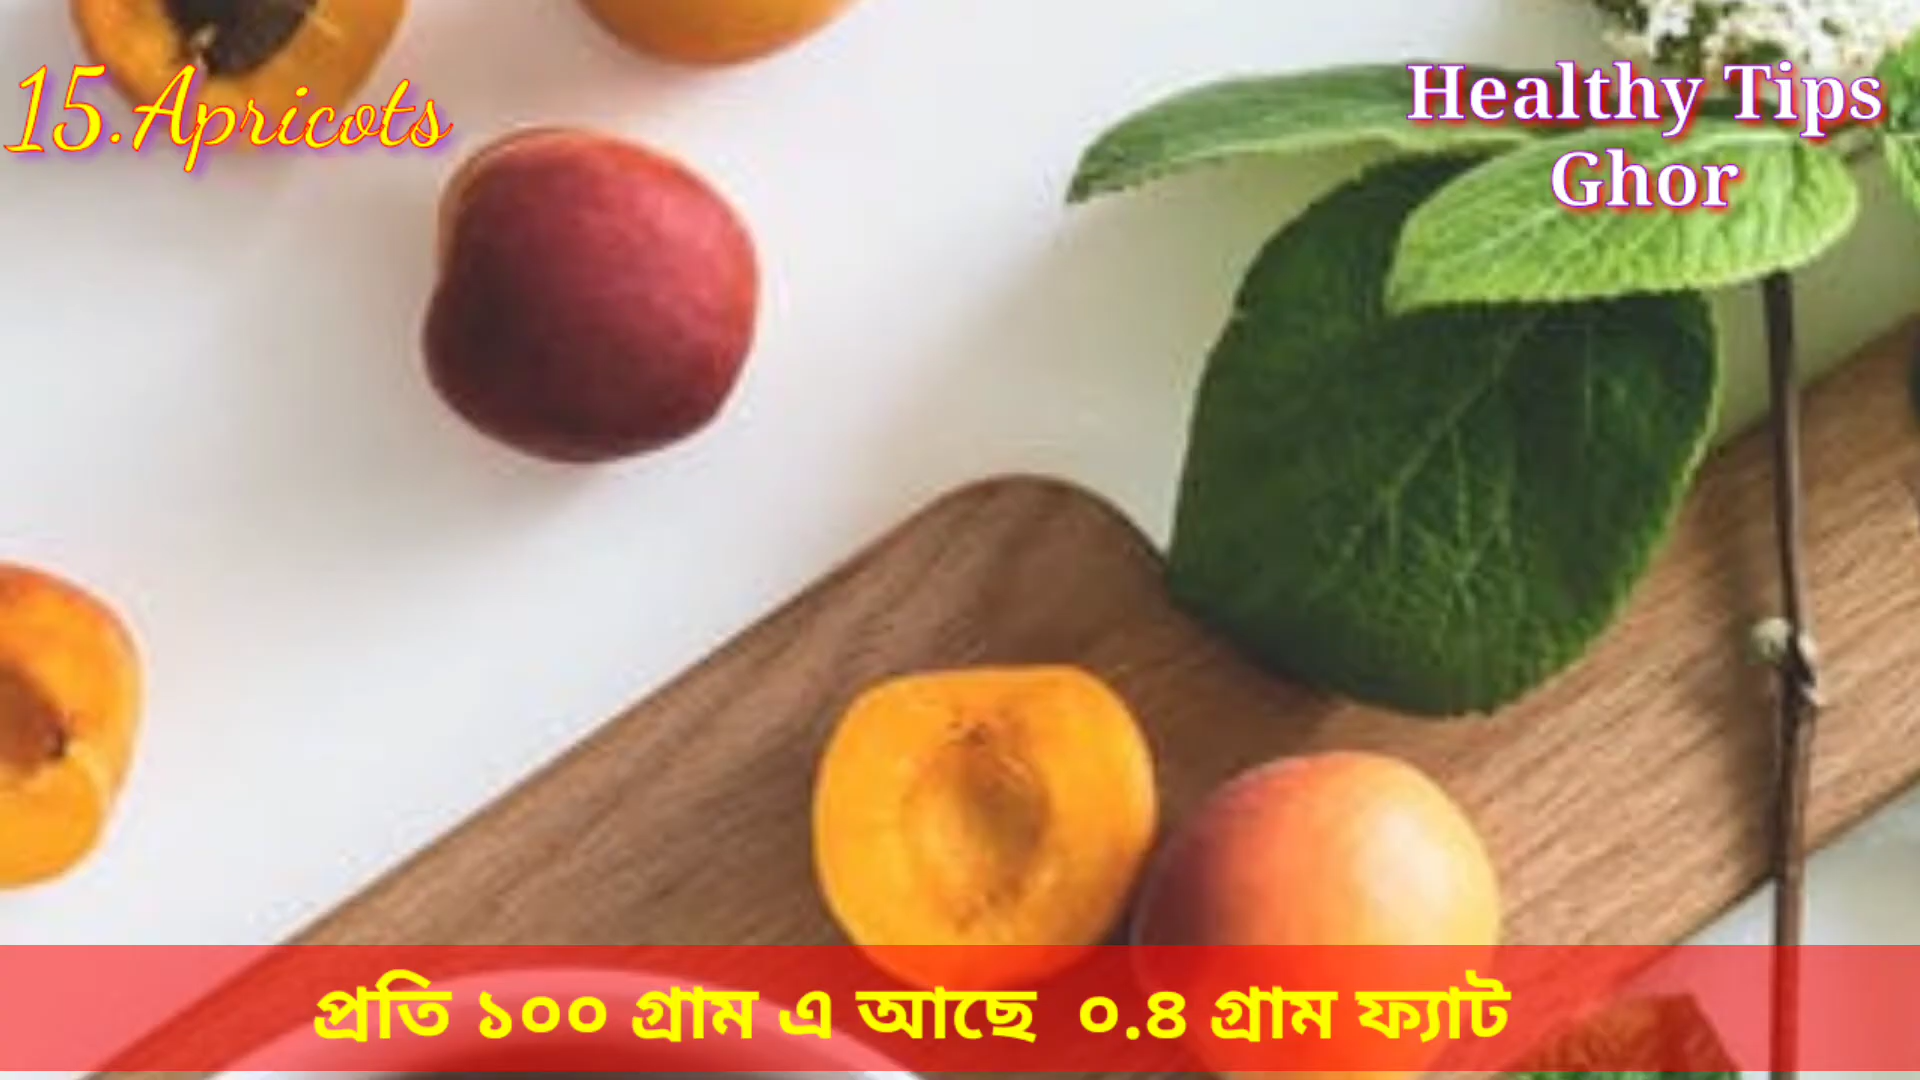 15.Apricots
Healthy Tips
Ghor
প্রতি ১০০ গ্রাম এ আছে ০.৪ গ্রাম ফ্যাট